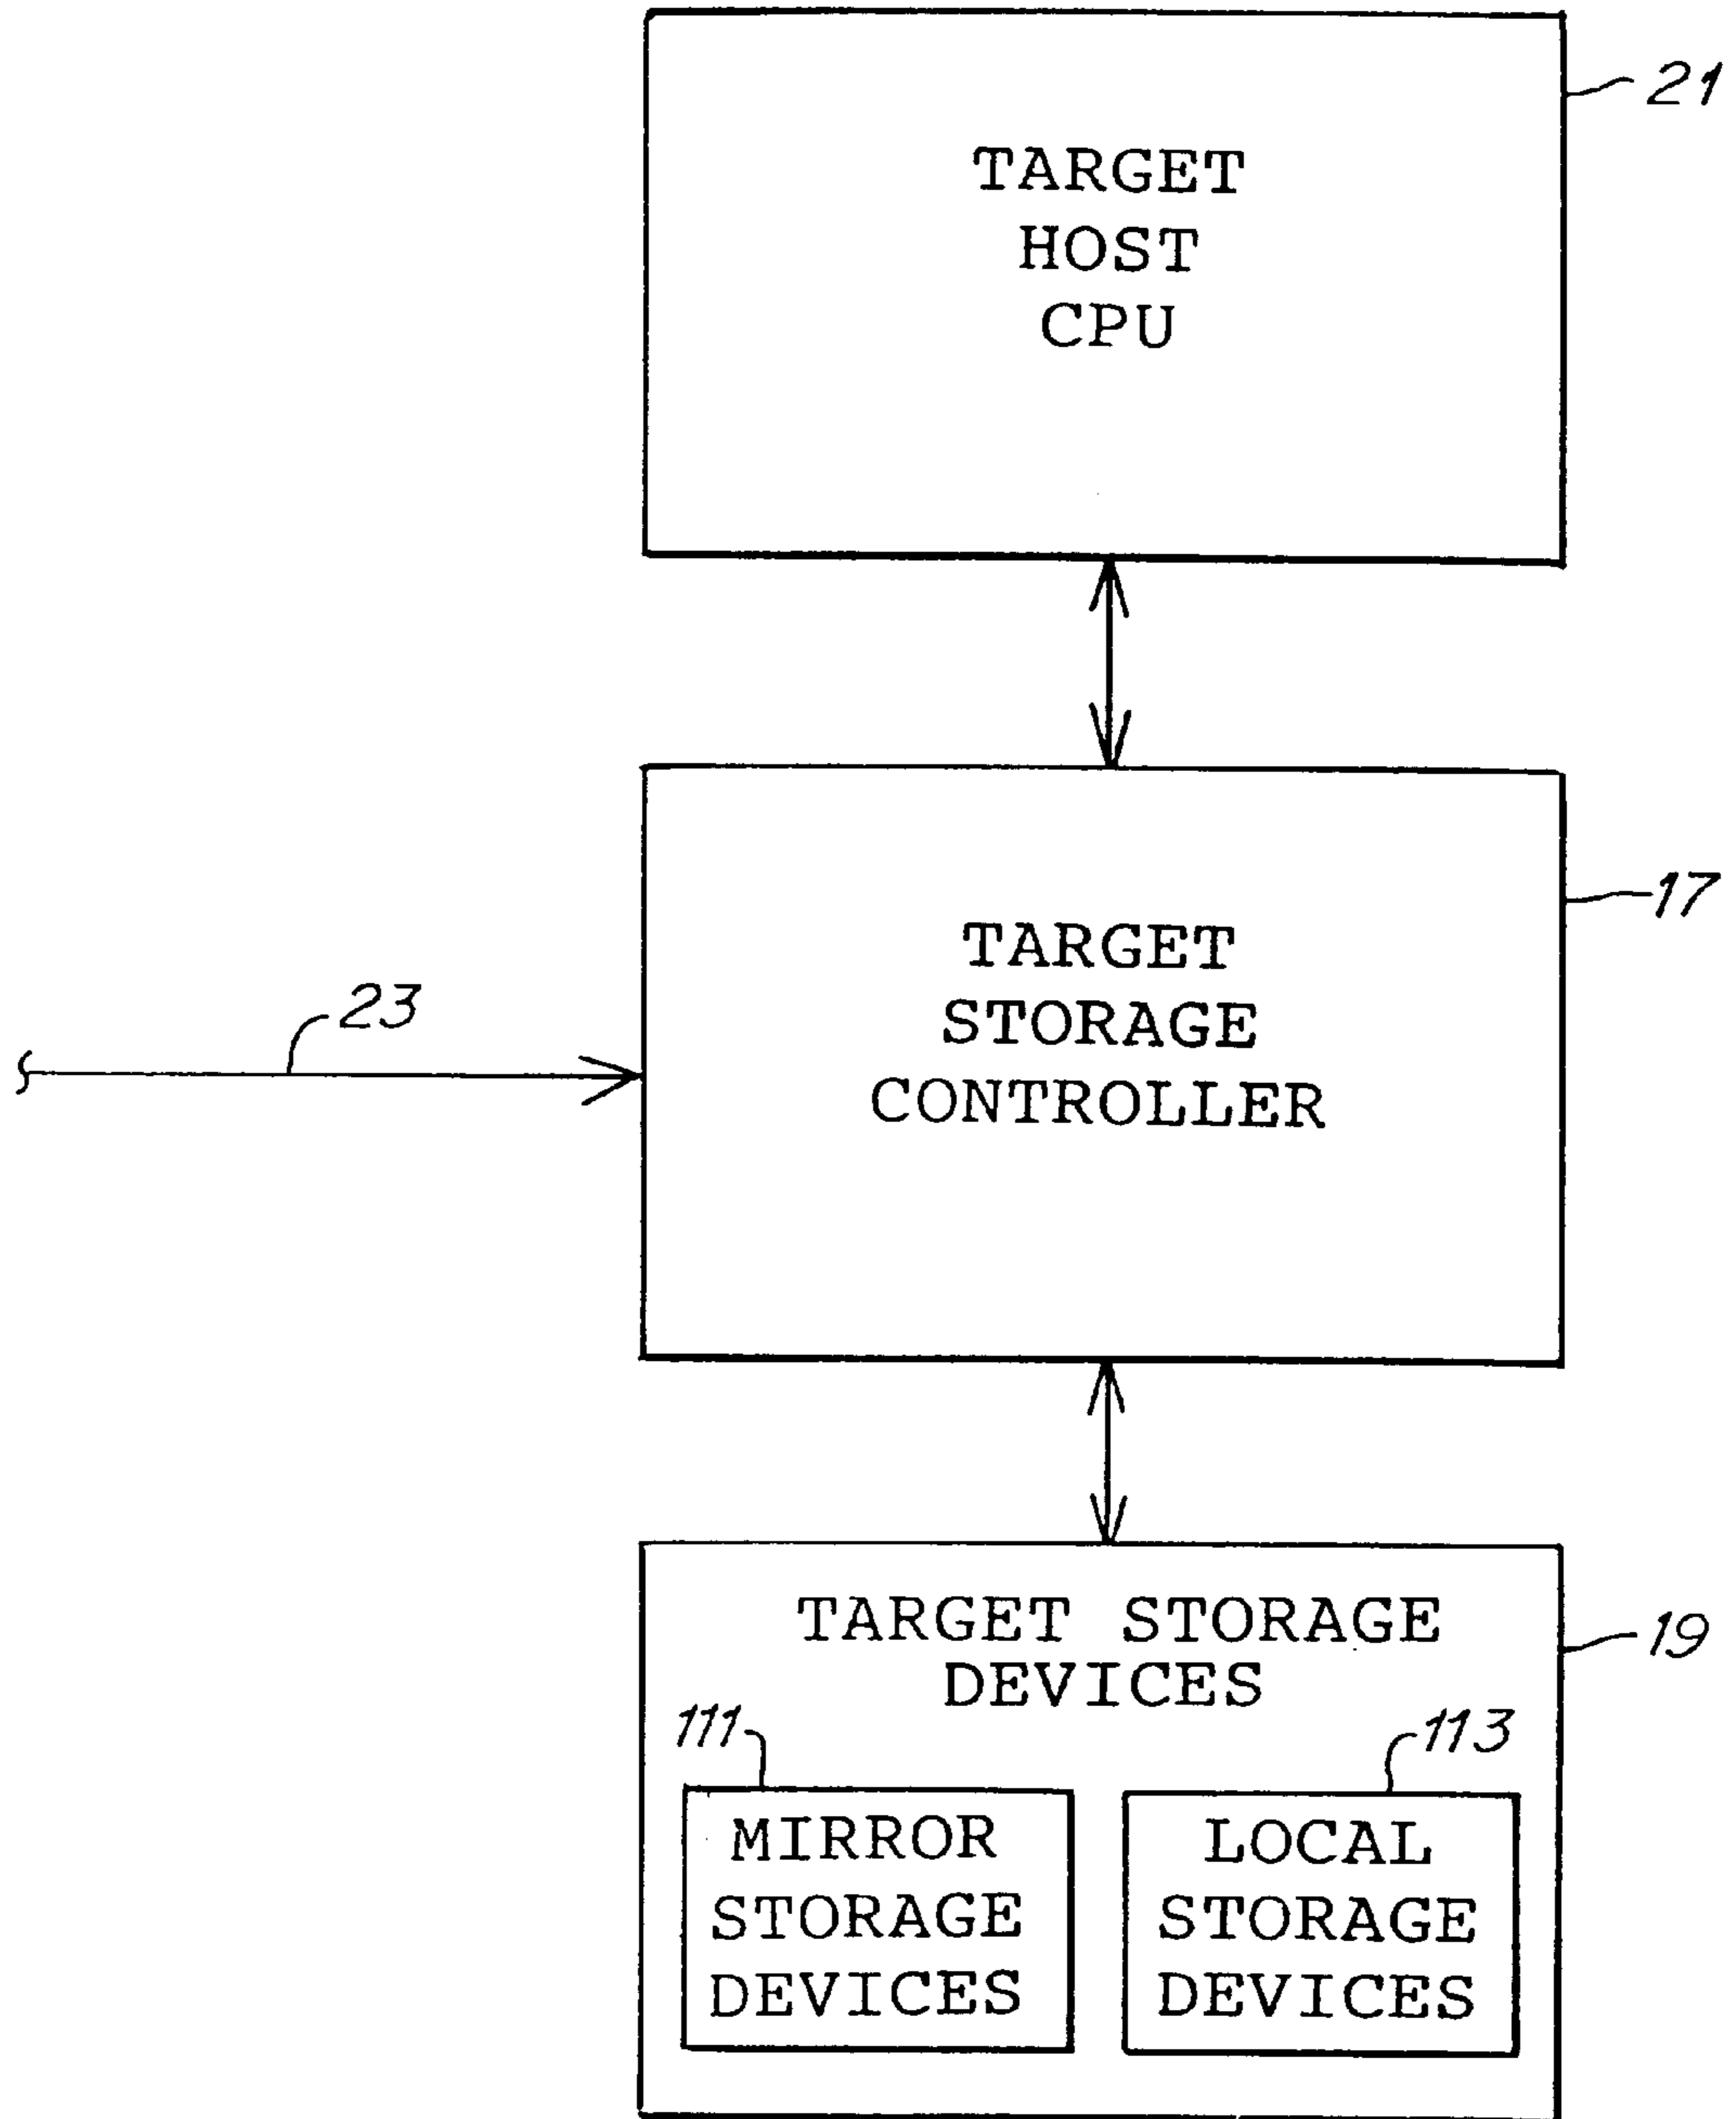 21
TARGET
HOST
CPU
17
TARGET
STORAGE
CONTROLLER
23
19
TARGET STORAGE
DEVICES
111
113
MIRROR
STORAGE
DEVICES
LOCAL
STORAGE
DEVICES